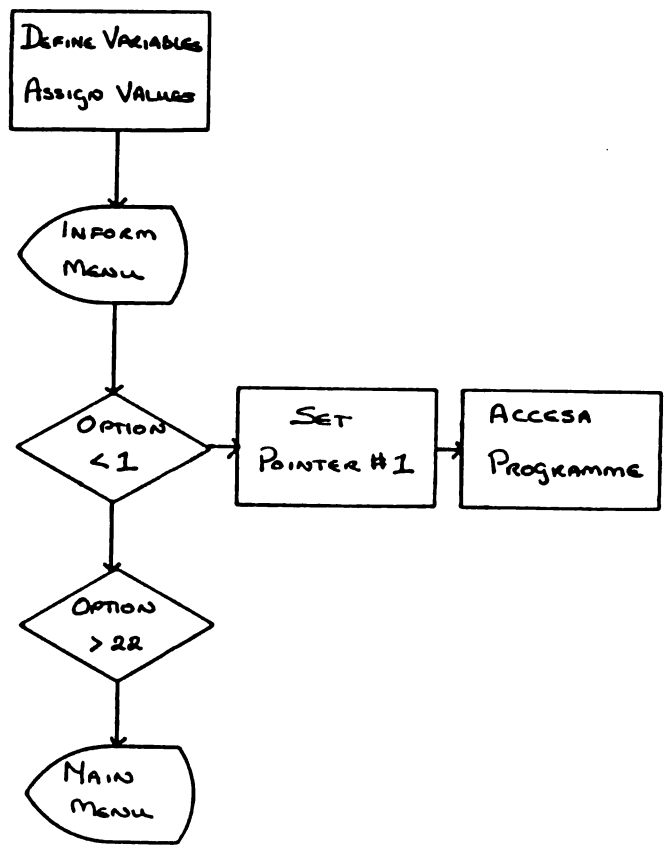 DEFINE VARIABLES
ASSIGN VALUES
INFORM
MENU
OPTION
< 1
SET
POINTER #1
ACCESA
PROGRAMME
OPTION
> 22
MAIN
MENU